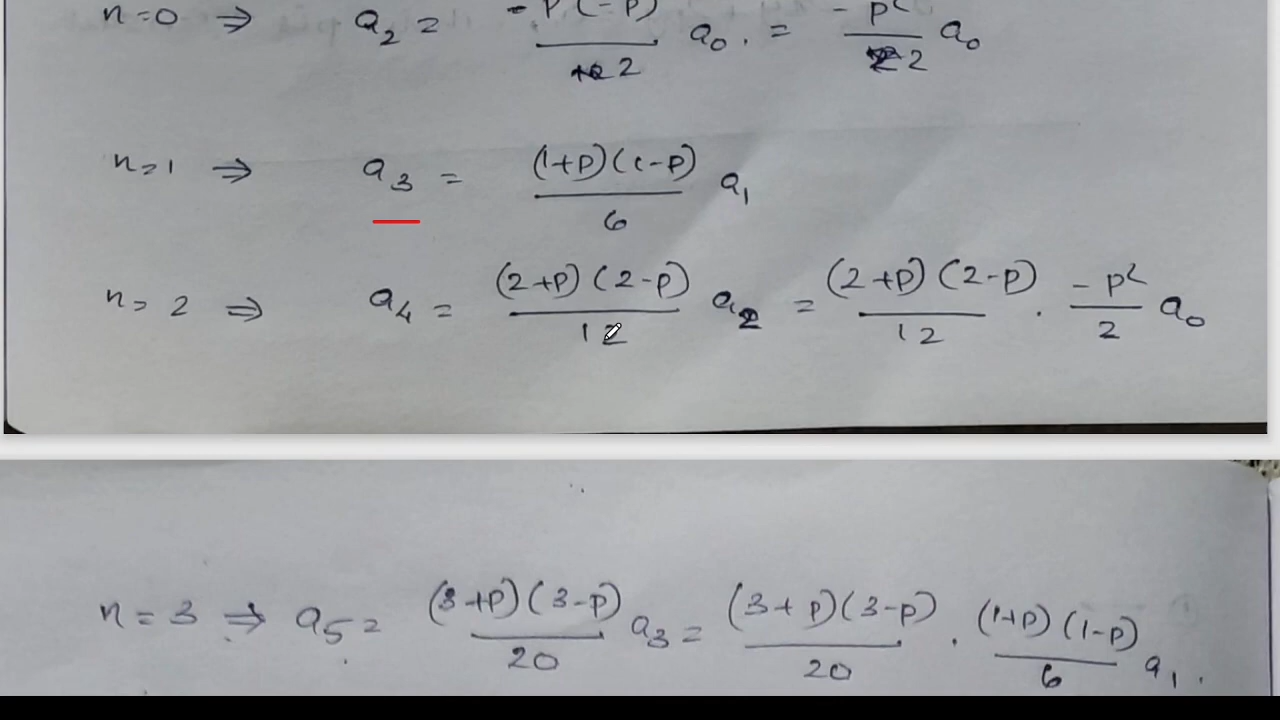 n=0 ⇒ a₂ = P(-P)/2 a₀ . = -P²/2 a₀
n=1 ⇒ a₃ = (1+P)(1-P)/6 a₁
n=2 ⇒ a₄ = (2+P)(2-P)/12 a₂ = (2+P)(2-P)/12 . -P²/2 a₀
n=3 ⇒ a₅ = (3+P)(3-P)/20 a₃ = (3+P)(3-P)/20 . (1+P)(1-P)/6 a₁.